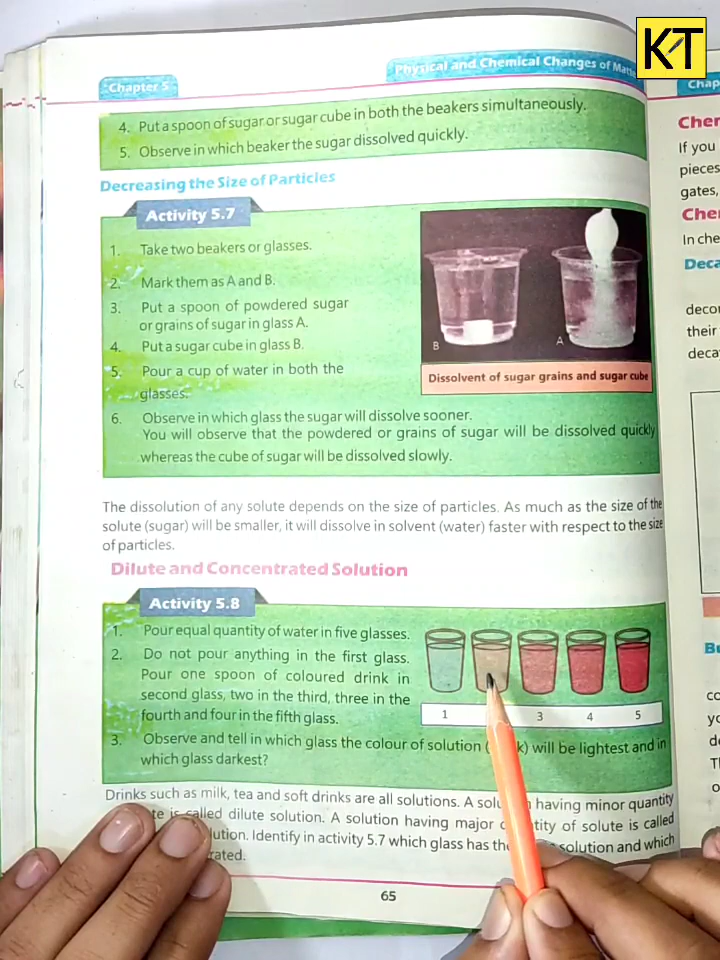 KT
Chapter 5
Physical and Chemical Changes of
4. Put a spoon of sugar or sugar cube in both the beakers simultaneously.
5. Observe in which beaker the sugar dissolved quickly.
Decreasing the Size of Particles
Activity 5.7
1. Take two beakers or glasses.
2. Mark them as A and B.
3. Put a spoon of powdered sugar
or grains of sugar in glass A.
4. Put a sugar cube in glass B.
5. Pour a cup of water in both the
glasses.
B
A
Dissolvent of sugar grains and sugar cube
6. Observe in which glass the sugar will dissolve sooner.
You will observe that the powdered or grains of sugar will be dissolved quickly
whereas the cube of sugar will be dissolved slowly.
The dissolution of any solute depends on the size of particles. As much as the size of the
solute (sugar) will be smaller, it will dissolve in solvent (water) faster with respect to the size
of particles.
Dilute and Concentrated Solution
Activity 5.8
1. Pour equal quantity of water in five glasses.
2. Do not pour anything in the first glass.
Pour one spoon of coloured drink in
second glass, two in the third, three in the
fourth and four in the fifth glass.
1 3 4 5
3. Observe and tell in which glass the colour of solution will be lightest and in
which glass darkest?
Drinks such as milk, tea and soft drinks are all solutions. A having minor quantity
is called dilute solution. A solution having major of solute is called
Identify in activity 5.7 which glass has solution and which
65
If you
pieces
gates,
In che
their